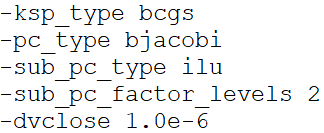 -ksp_type bcgs
-pc_type bjacobi
-sub_pc_type ilu
-sub_pc_factor_levels 2
-dvclose 1.0e-6